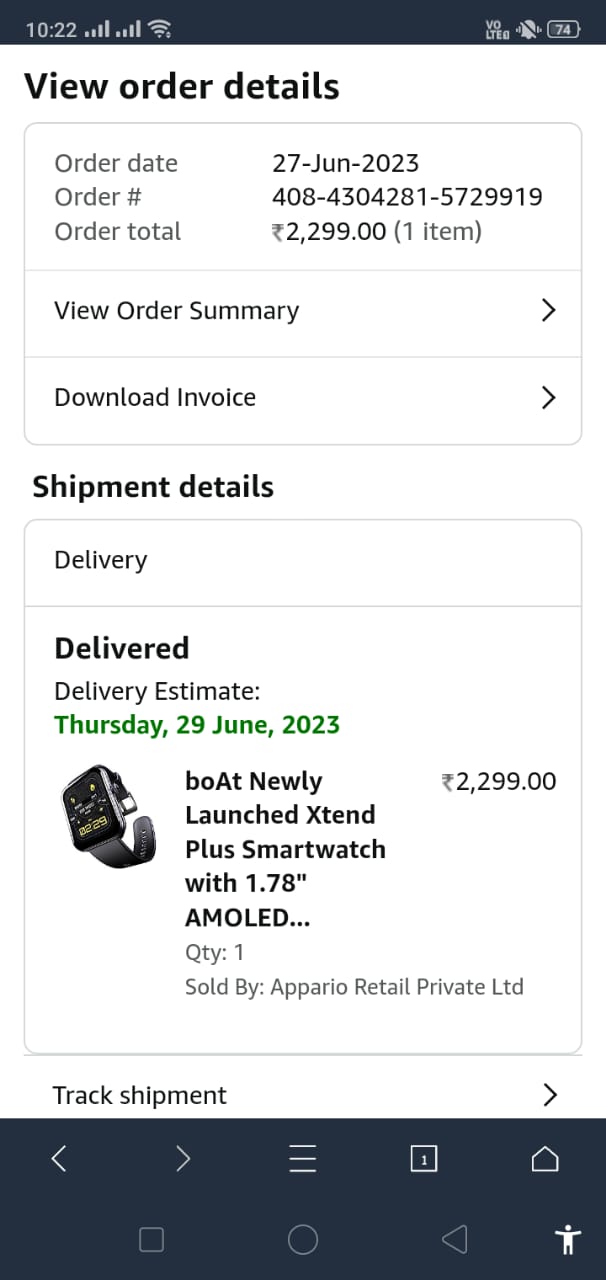 10:22
VO
LTE
74
View order details
Order date 27-Jun-2023
Order # 408-4304281-5729919
Order total ₹2,299.00 (1 item)
View Order Summary
Download Invoice
Shipment details
Delivery
Delivered
Delivery Estimate:
Thursday, 29 June, 2023
boAt Newly ₹2,299.00
Launched Xtend
Plus Smartwatch
with 1.78"
AMOLED...
02:29
Qty: 1
Sold By: Appario Retail Private Ltd
Track shipment
1